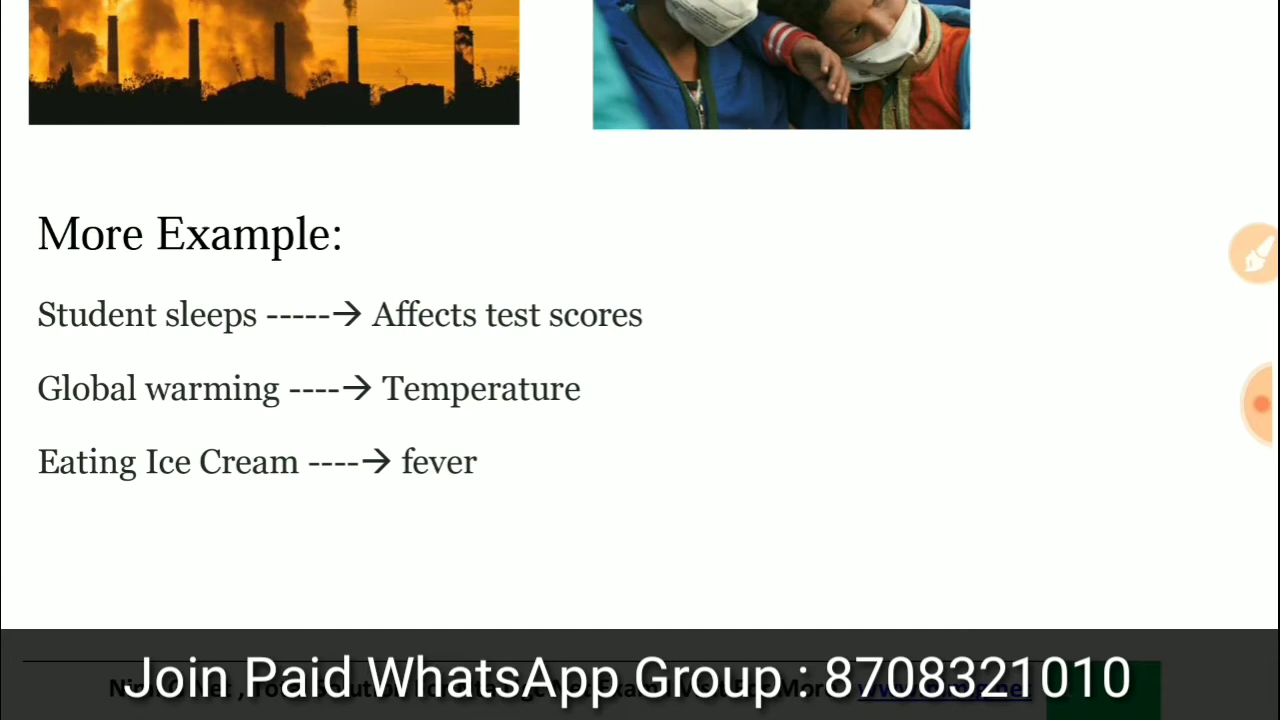 More Example:
Student sleeps -----→ Affects test scores
Global warming ----→ Temperature
Eating Ice Cream ----→ fever
Join Paid WhatsApp Group : 8708321010